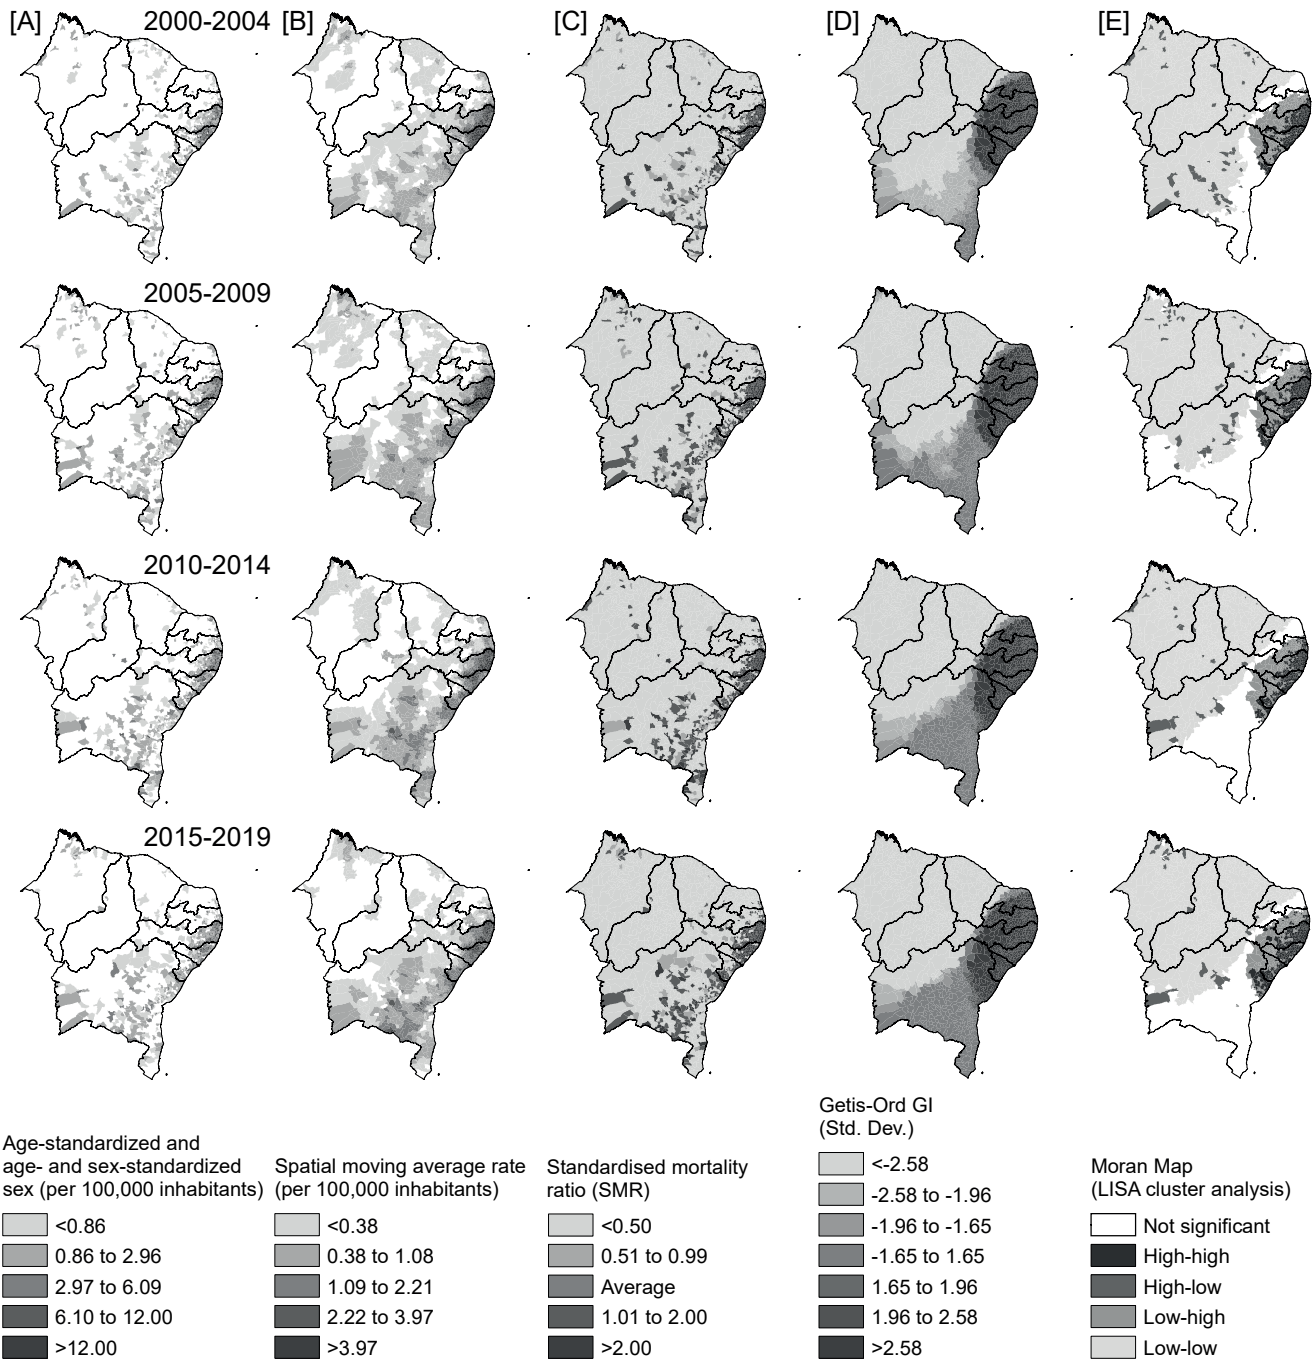 [A]
2000-2004
[B]
[C]
[D]
[E]
2005-2009
2010-2014
2015-2019
Age-standardized and
age- and sex-standardized
sex (per 100,000 inhabitants)
<0.86
0.86 to 2.96
2.97 to 6.09
6.10 to 12.00
>12.00
Spatial moving average rate
(per 100,000 inhabitants)
<0.38
0.38 to 1.08
1.09 to 2.21
2.22 to 3.97
>3.97
Standardised mortality
ratio (SMR)
<0.50
0.51 to 0.99
Average
1.01 to 2.00
>2.00
Getis-Ord GI
(Std. Dev.)
<-2.58
-2.58 to -1.96
-1.96 to -1.65
-1.65 to 1.65
1.65 to 1.96
1.96 to 2.58
>2.58
Moran Map
(LISA cluster analysis)
Not significant
High-high
High-low
Low-high
Low-low